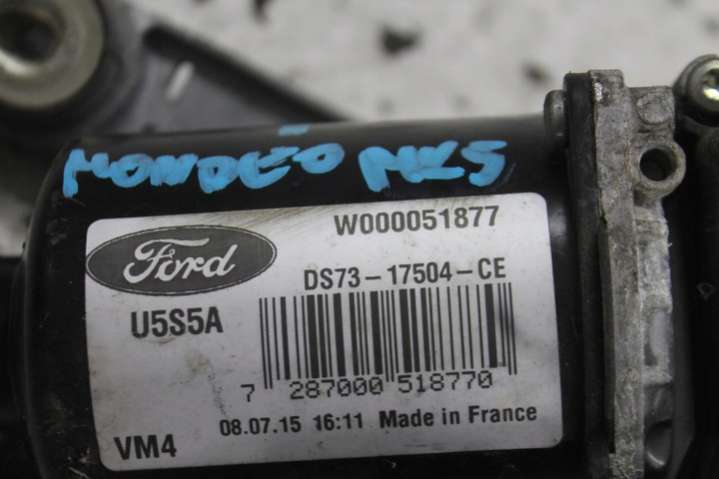 MONDEO MK5
W000051877
Ford
DS73-17504-CE
U5S5A
7 287000 518770
08.07.15 16:11 Made in France
VM4